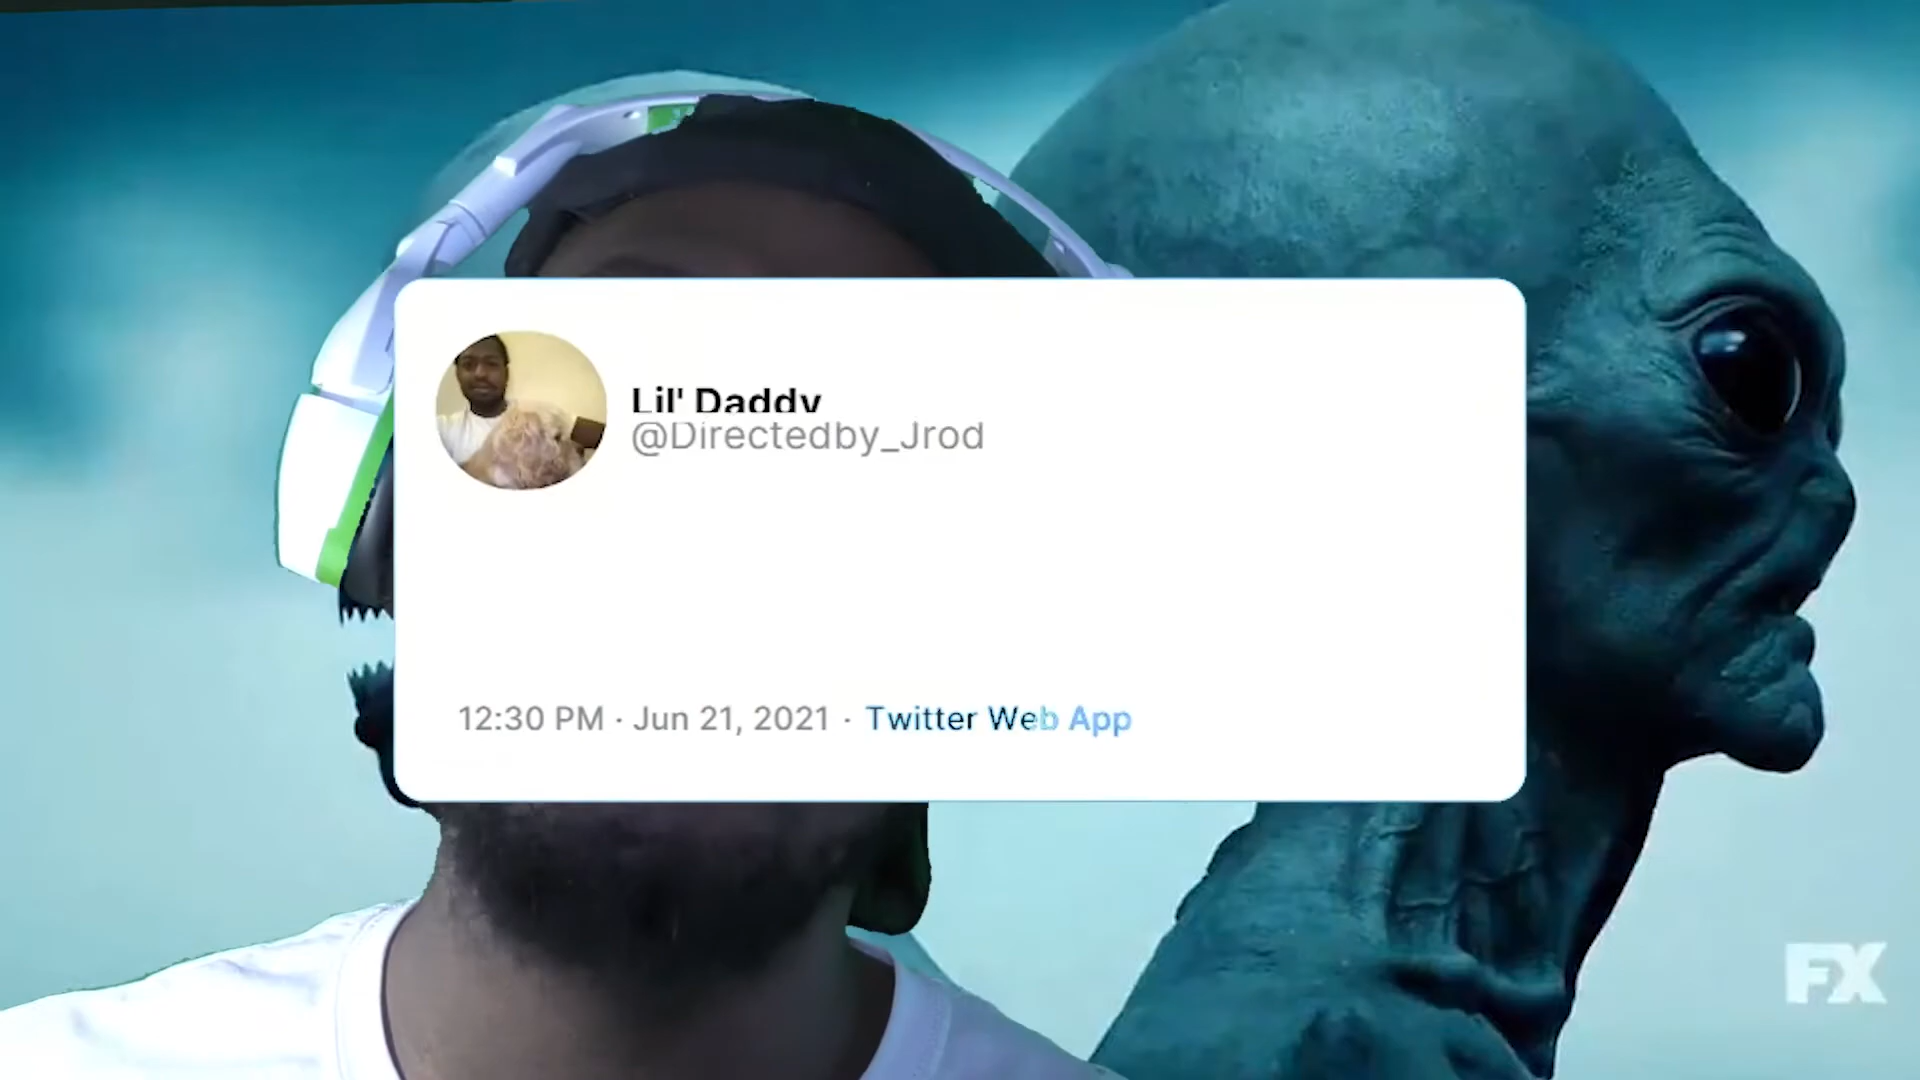 Lil' Daddy
@Directedby_Jrod
12:30 PM · Jun 21, 2021 · Twitter Web App
FX